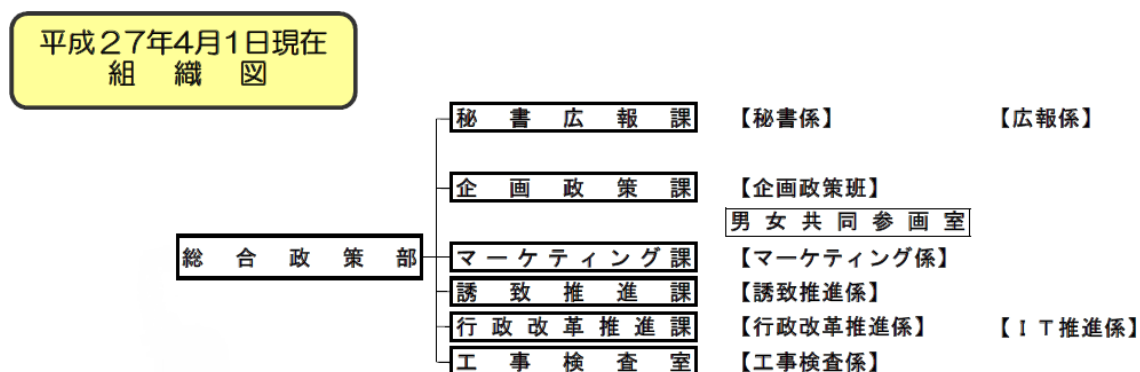 平成２７年4月1日現在
組　織　図
秘書広報課　【秘書係】　【広報係】
企画政策課　【企画政策班】
男女共同参画室
総合政策部　マーケティング課　【マーケティング係】
誘致推進課　【誘致推進係】
行政改革推進課　【行政改革推進係】　【ＩＴ推進係】
工事検査室　【工事検査係】